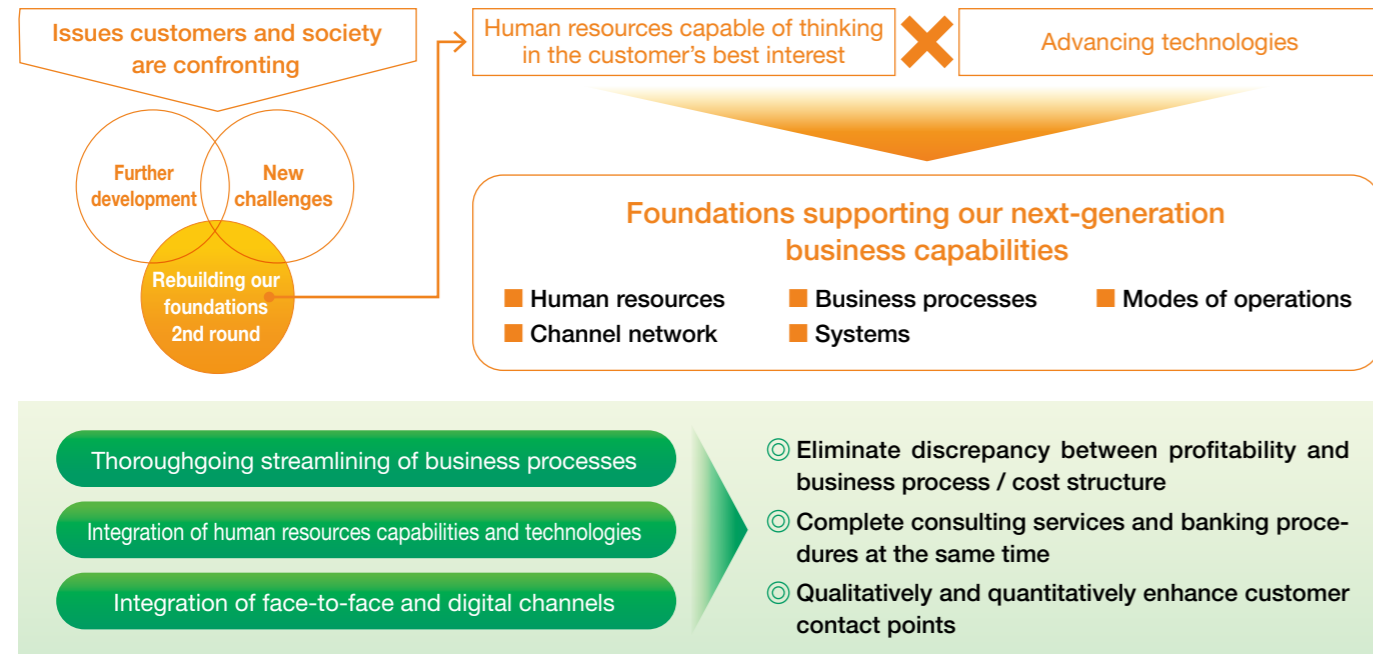 Issues customers and society
are confronting
Further
development
New
challenges
Rebuilding our
foundations
2nd round
Human resources capable of thinking
in the customer's best interest
Advancing technologies
Foundations supporting our next-generation
business capabilities
Human resources
Business processes
Modes of operations
Channel network
Systems
Thoroughgoing streamlining of business processes
Integration of human resources capabilities and technologies
Integration of face-to-face and digital channels
Eliminate discrepancy between profitability and
business process / cost structure
Complete consulting services and banking proce-
dures at the same time
Qualitatively and quantitatively enhance customer
contact points